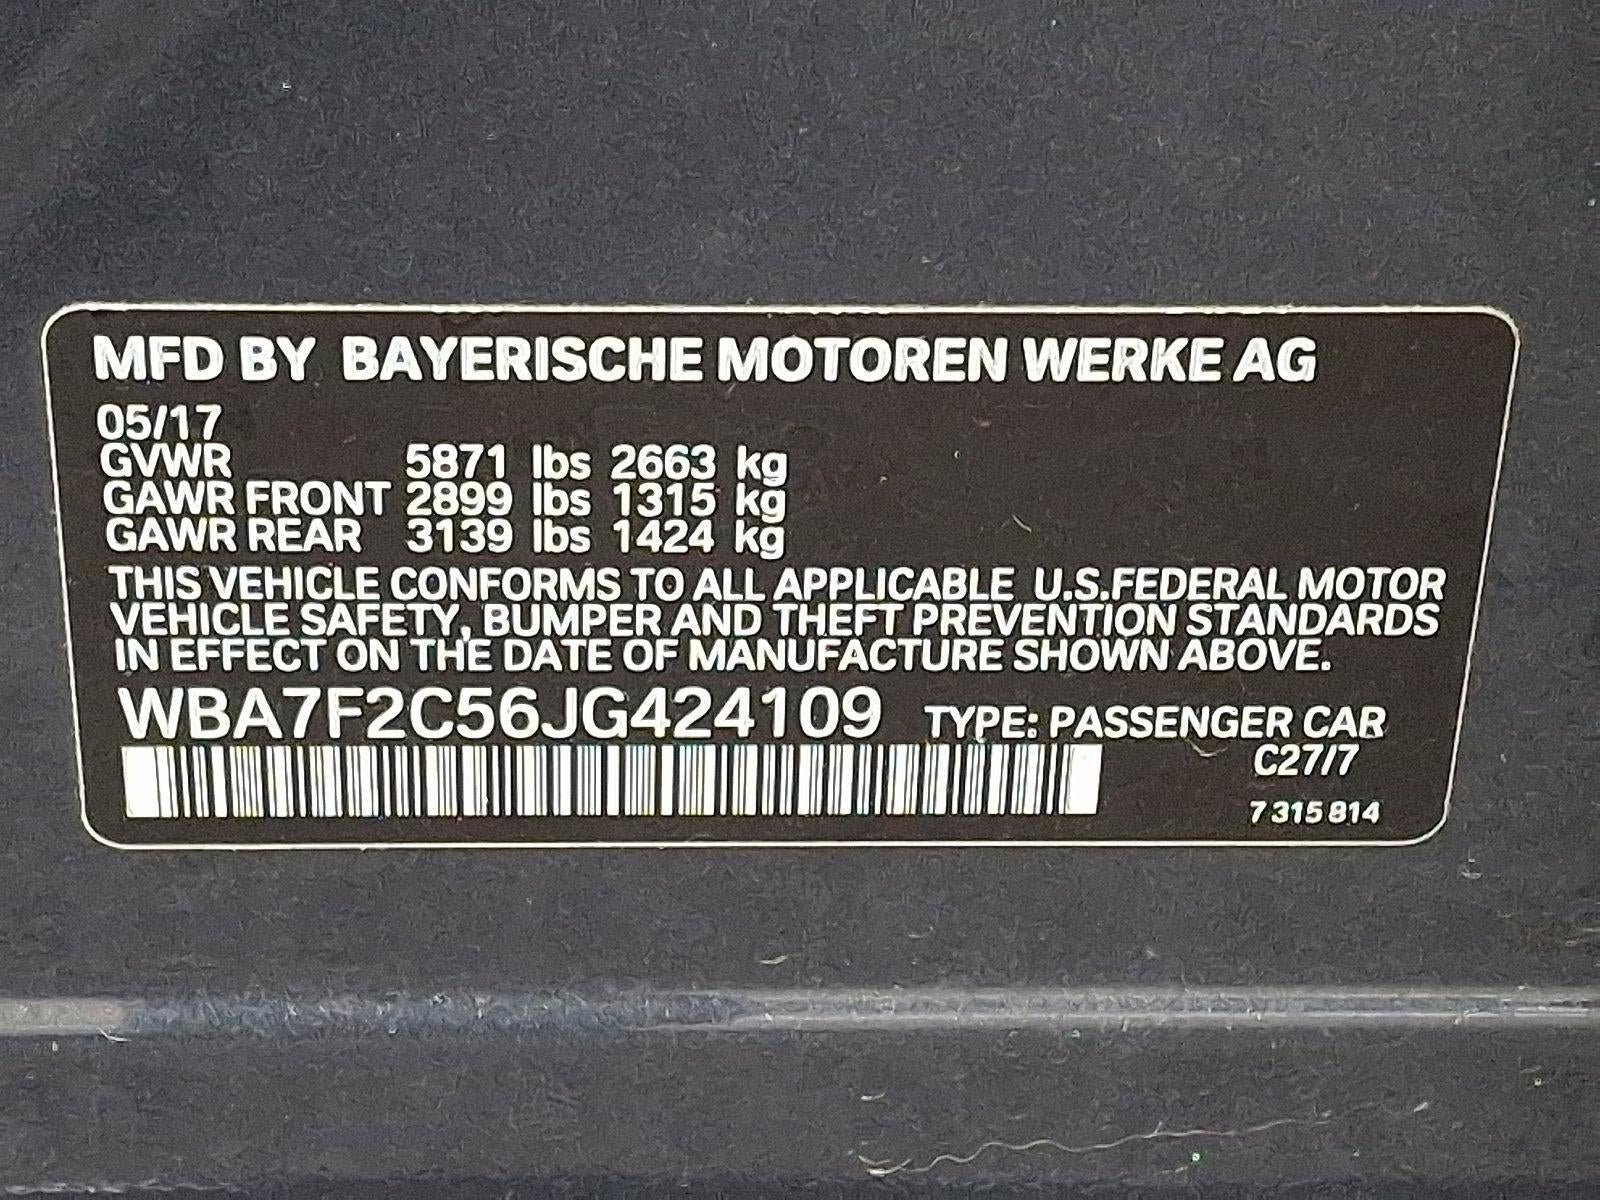 MFD BY BAYERISCHE MOTOREN WERKE AG
05/17
GVWR 5871 lbs 2663 kg
GAWR FRONT 2899 lbs 1315 kg
GAWR REAR 3139 lbs 1424 kg
THIS VEHICLE CONFORMS TO ALL APPLICABLE U.S.FEDERAL MOTOR
VEHICLE SAFETY, BUMPER AND THEFT PREVENTION STANDARDS
IN EFFECT ON THE DATE OF MANUFACTURE SHOWN ABOVE.
WBA7F2C56JG424109 TYPE: PASSENGER CAR
C27/7
7 315 814